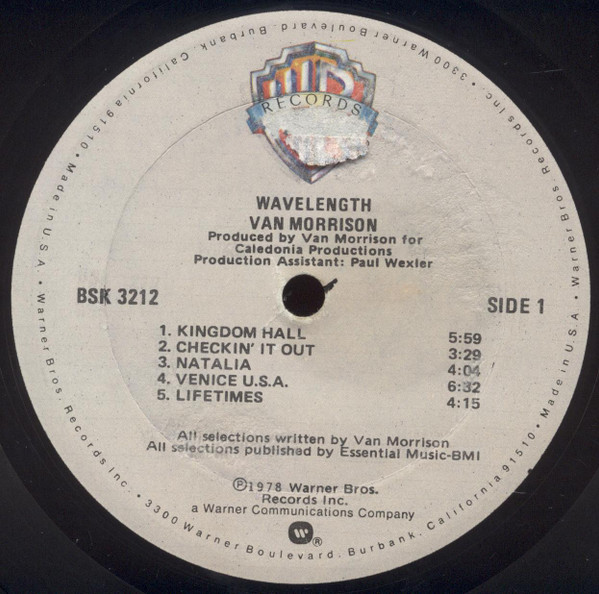 RECORDS
WAVELENGTH
VAN MORRISON
Produced by Van Morrison for
Caledonia Productions
Production Assistant: Paul Wexler
BSK 3212
SIDE 1
1. KINGDOM HALL 5:59
2. CHECKIN' IT OUT 3:29
3. NATALIA 4:04
4. VENICE U.S.A. 6:32
5. LIFETIMES 4:15
All selections written by Van Morrison
All selections published by Essential Music-BMI
Ⓟ1978 Warner Bros.
Records Inc.
a Warner Communications Company
W®
Warner Bros. Records Inc. • 3300 Warner Boulevard, Burbank, California 91510 • Made in U.S.A. • Warner Bros. Records Inc. • 3300 Warner Boulevard, Burbank, California 91510 • Made in U.S.A. •